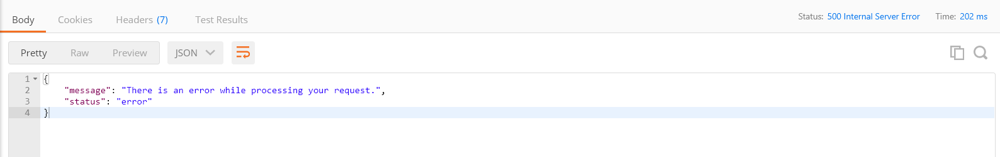 Body Cookies Headers (7) Test Results Status: 500 Internal Server Error Time: 202 ms
Pretty Raw Preview JSON
1 {
2 "message": "There is an error while processing your request.",
3 "status": "error"
4 }